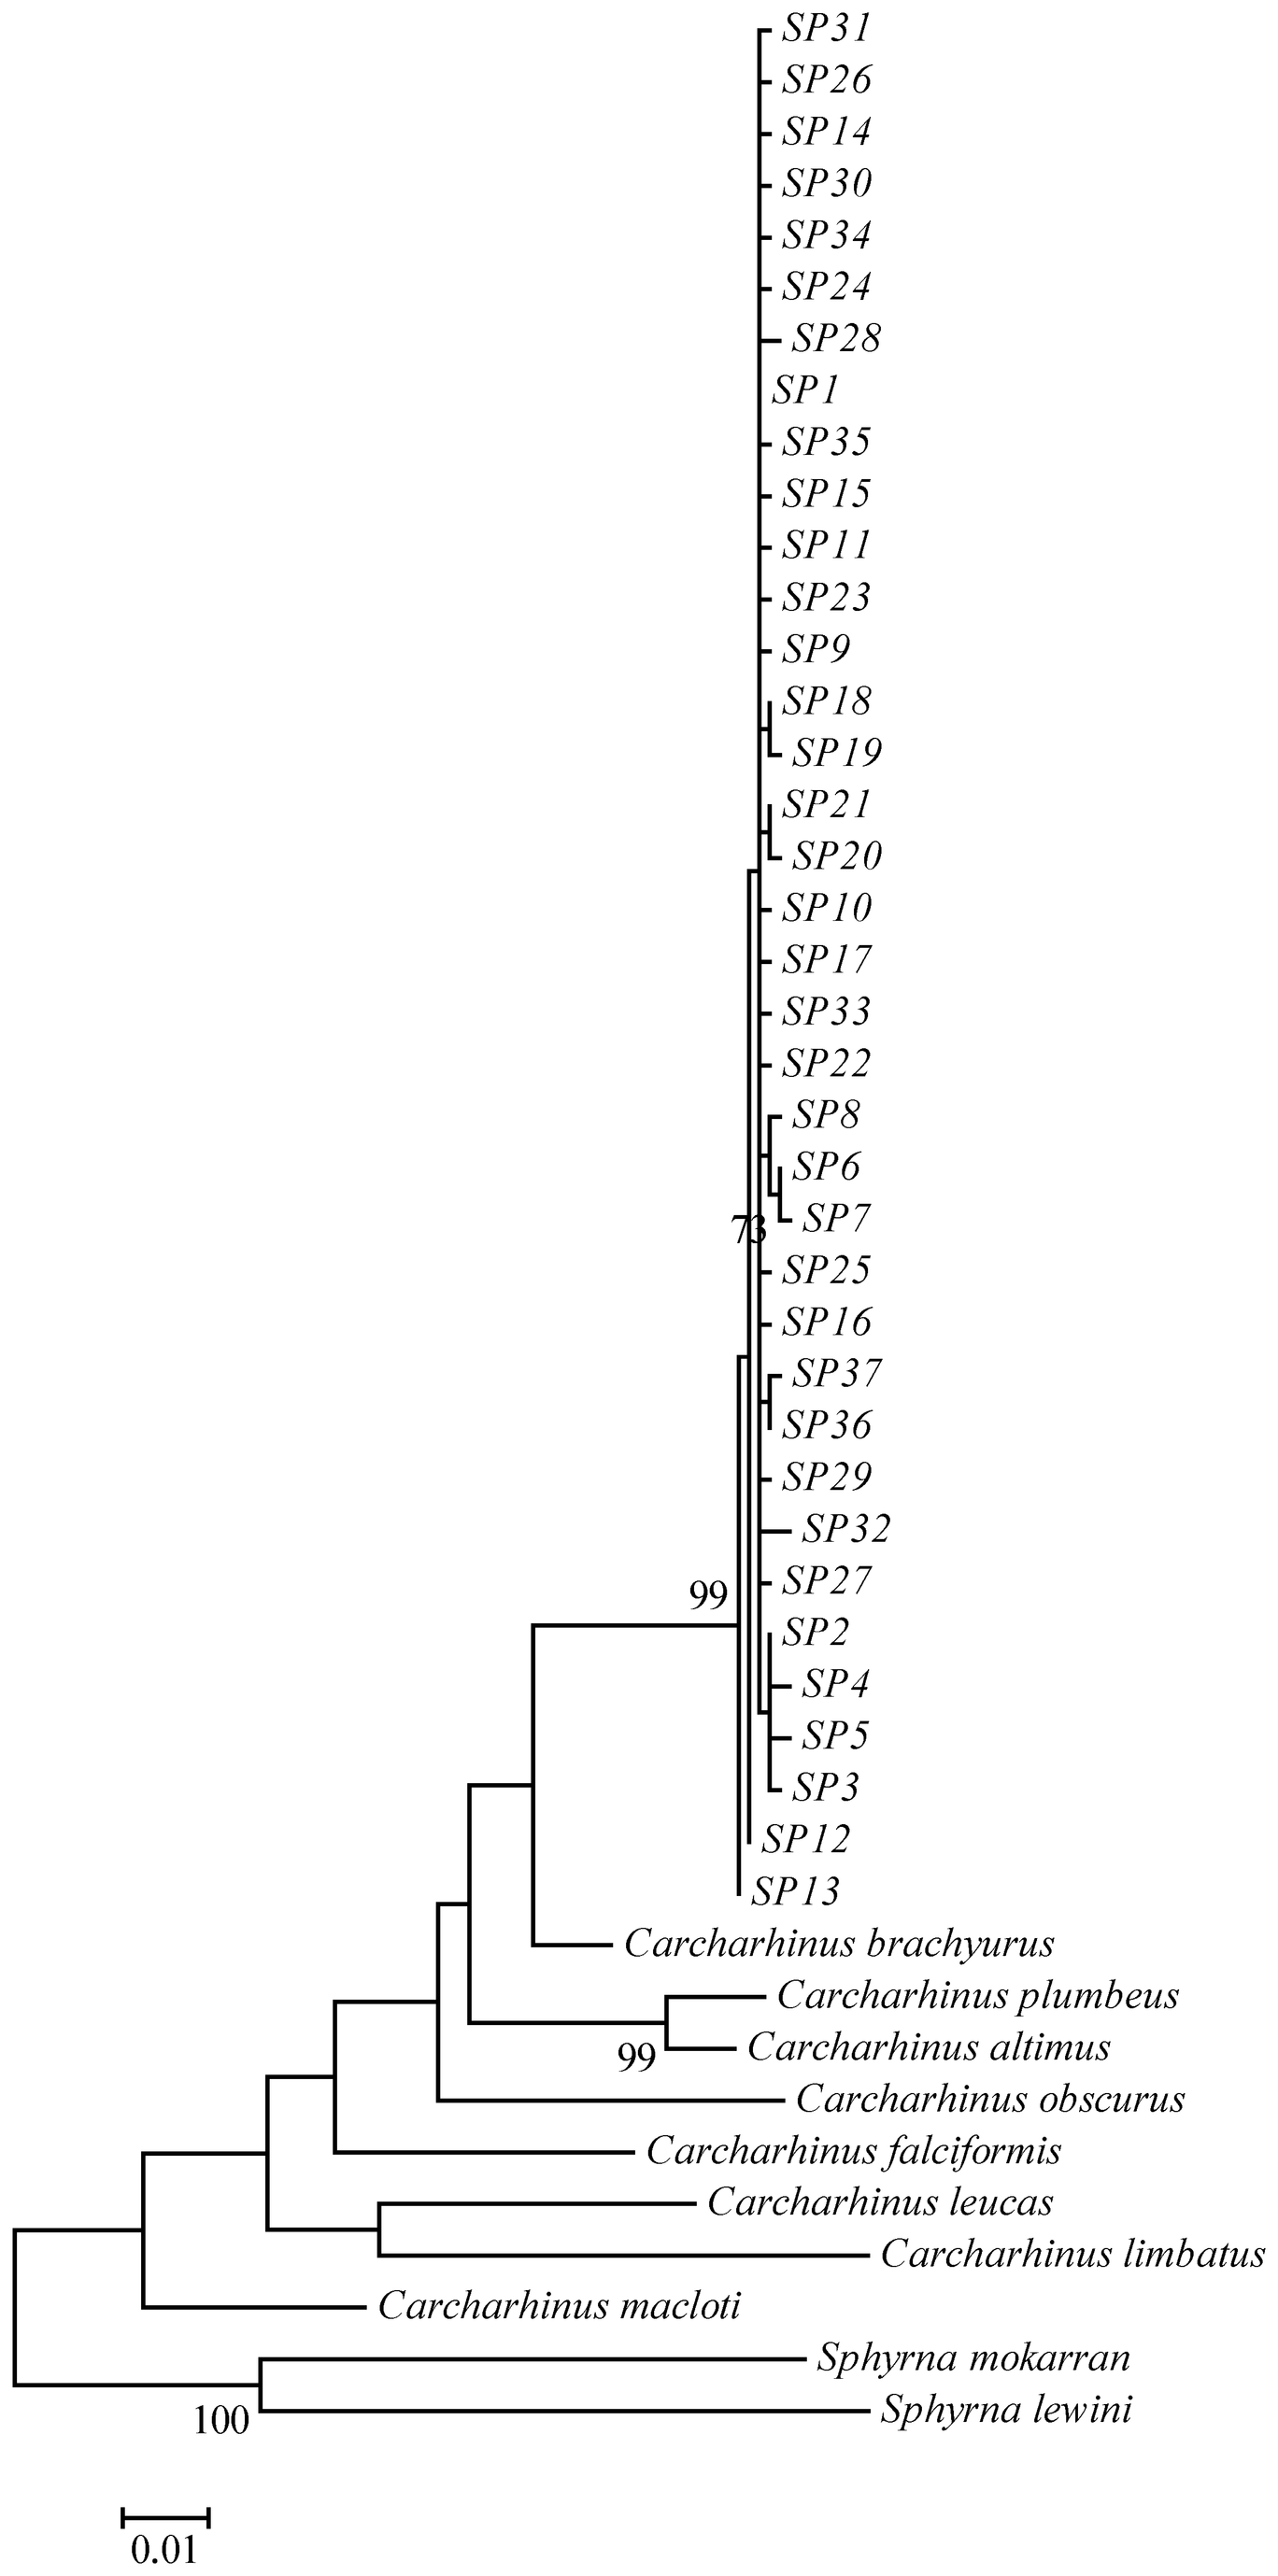 SP31
SP26
SP14
SP30
SP34
SP24
SP28
SP1
SP35
SP15
SP11
SP23
SP9
SP18
SP19
SP21
SP20
SP10
SP17
SP33
SP22
SP8
SP6
SP7
73
SP25
SP16
SP37
SP36
SP29
SP32
SP27
99
SP2
SP4
SP5
SP3
SP12
SP13
Carcharhinus brachyurus
Carcharhinus plumbeus
Carcharhinus altimus
99
Carcharhinus obscurus
Carcharhinus falciformis
Carcharhinus leucas
Carcharhinus limbatus
Carcharhinus macloti
Sphyrna mokarran
Sphyrna lewini
100
0.01